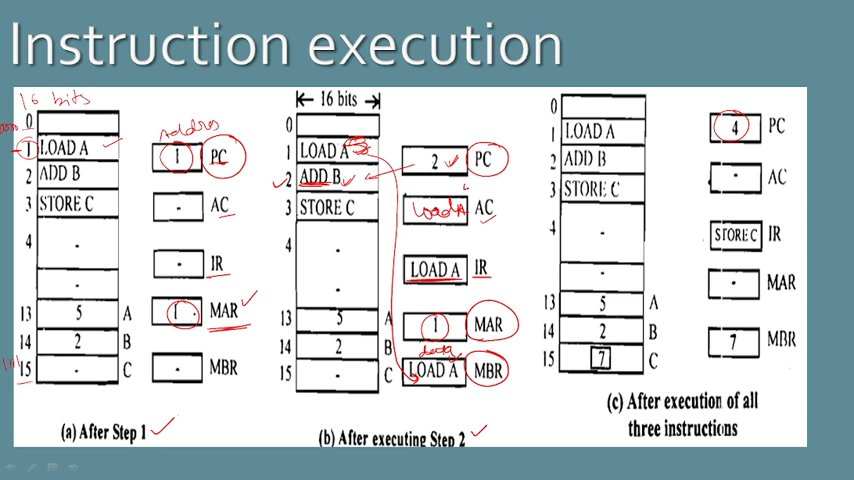 Instruction execution
16 bits
0
1 LOAD A
2 ADD B
3 STORE C
4
13 5 A
14 2 B
15 C
1111
Address
1 PC
AC
IR
1 MAR
MBR
(a) After Step 1
16 bits
0
1 LOAD A
2 ADD B
3 STORE C
4
13 5 A
14 2 B
15 C
2 PC
Load A AC
LOAD A IR
1 MAR
data
LOAD A MBR
(b) After executing Step 2
0
1 LOAD A
2 ADD B
3 STORE C
4
13 5 A
14 2 B
15 7 C
4 PC
AC
STORE C IR
MAR
7 MBR
(c) After execution of all
three instructions